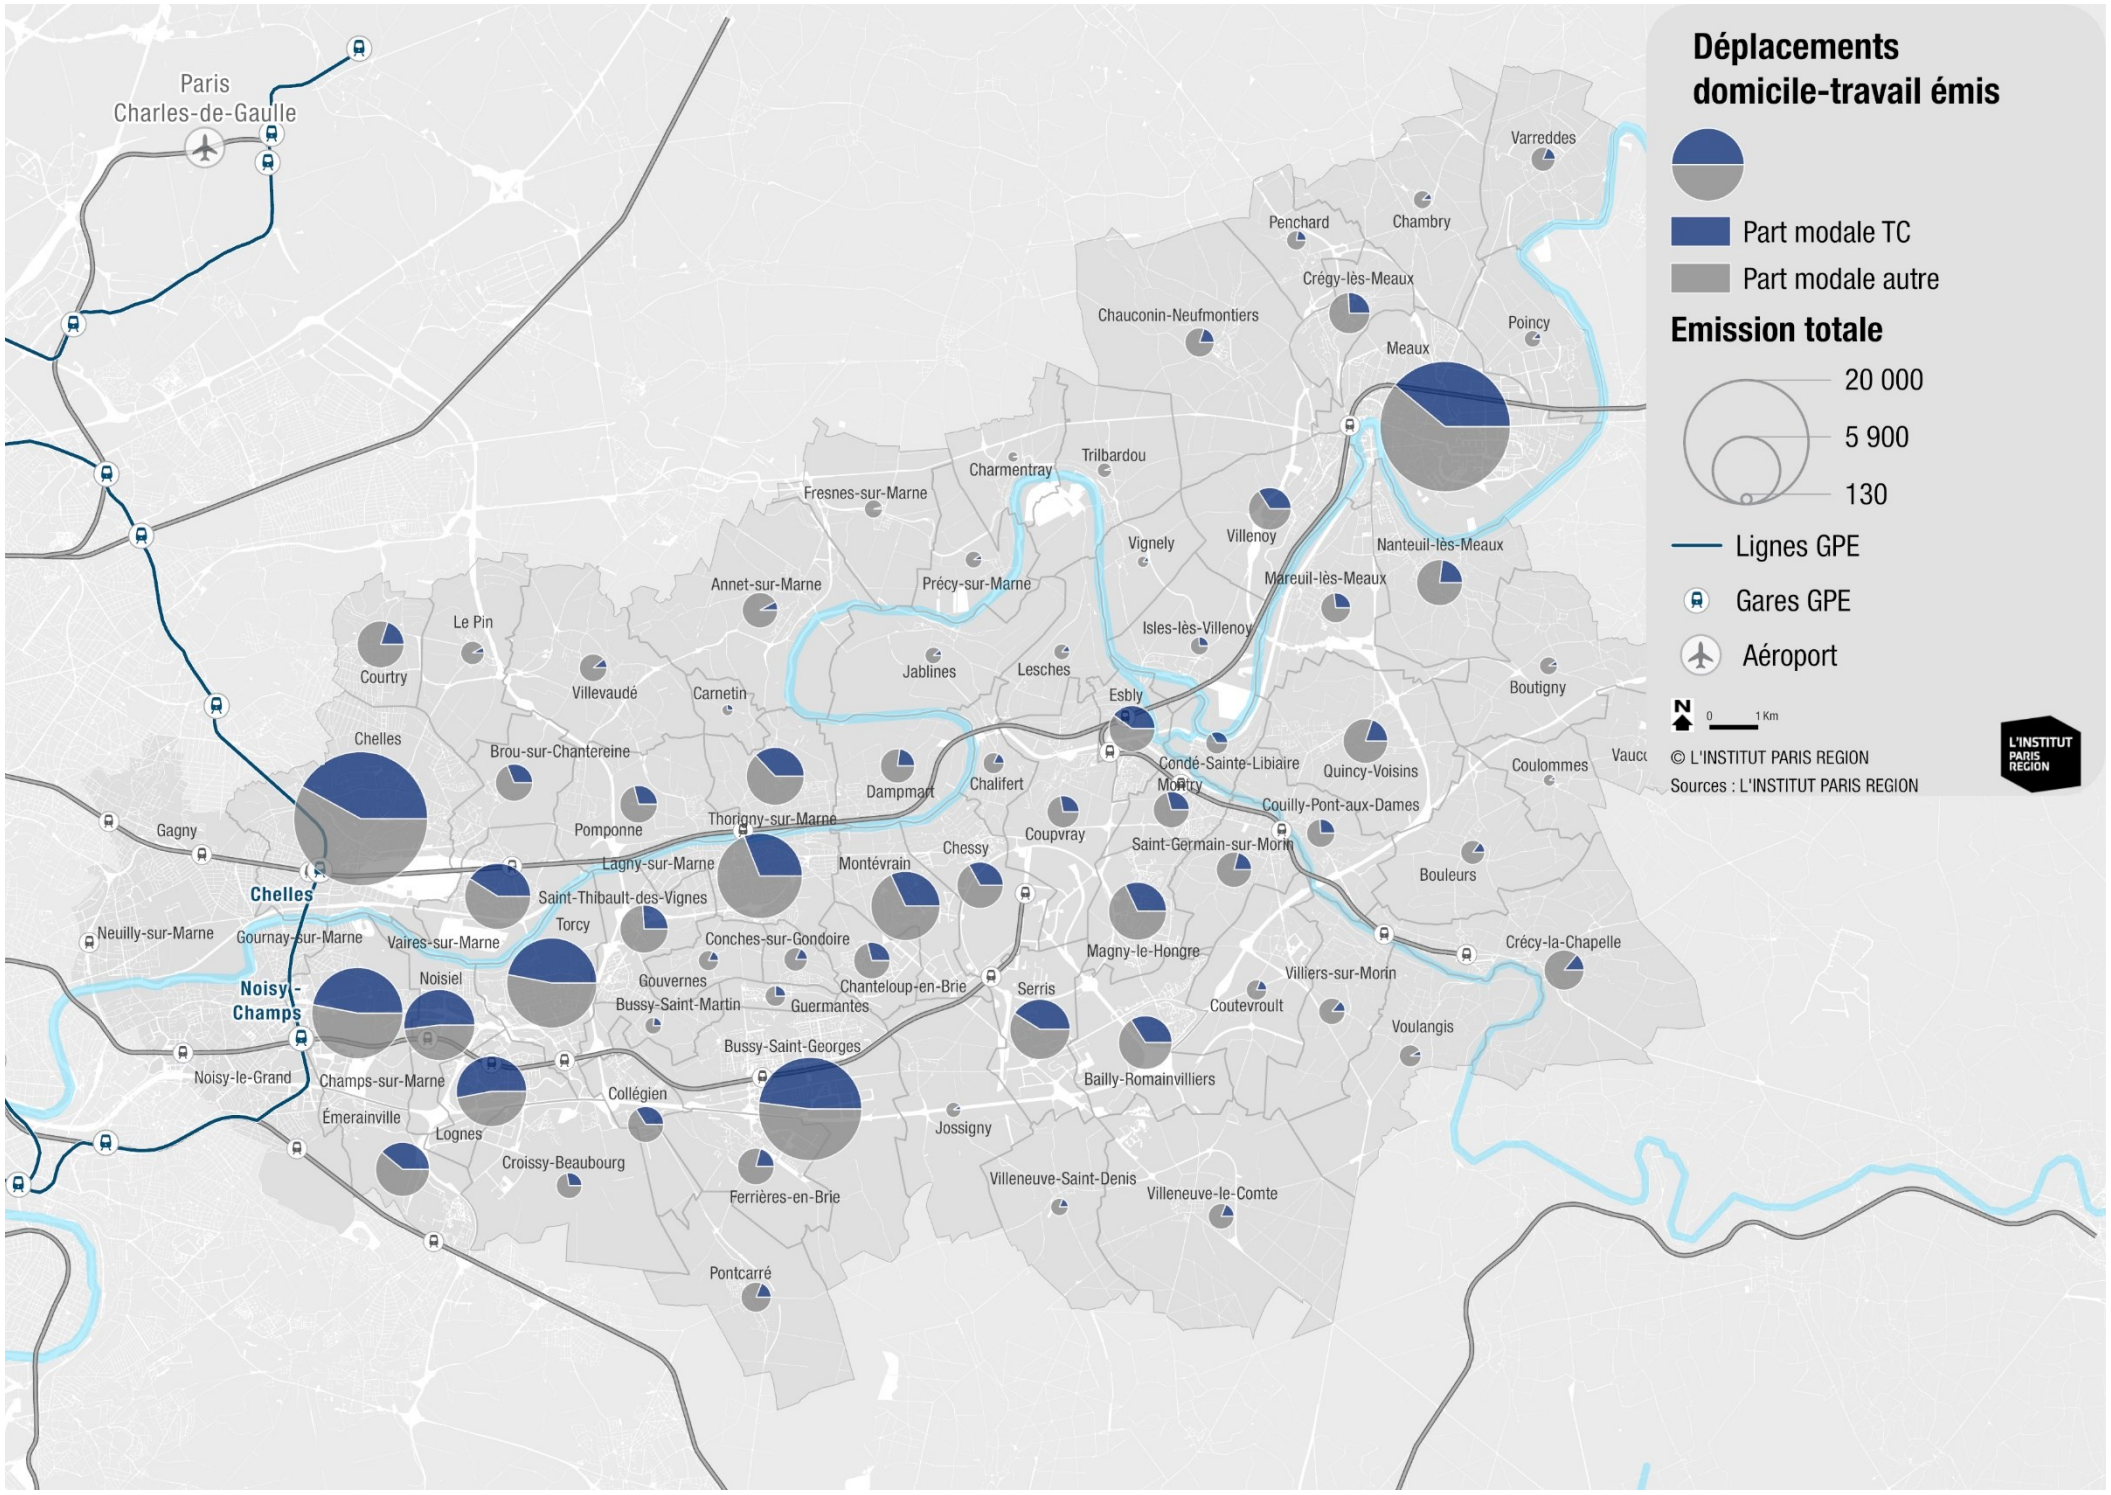 Déplacements
domicile-travail émis
Part modale TC
Part modale autre
Emission totale
20 000
5 900
130
Lignes GPE
Gares GPE
Aéroport
N
0 1 Km
© L'INSTITUT PARIS REGION
Sources : L'INSTITUT PARIS REGION
L'INSTITUT
PARIS
REGION
Paris
Charles-de-Gaulle
Varreddes
Chambry
Penchard
Crégy-lès-Meaux
Chauconin-Neufmontiers
Poincy
Meaux
Trilbardou
Charmentray
Fresnes-sur-Marne
Villenoy
Vignely
Nanteuil-lès-Meaux
Précy-sur-Marne
Annet-sur-Marne
Mareuil-lès-Meaux
Le Pin
Isles-lès-Villenoy
Courtry
Villevaudé
Carnetin
Jablines
Lesches
Boutigny
Esbly
Chelles
Brou-sur-Chantereine
Condé-Sainte-Libiaire
Quincy-Voisins
Coulommes
Vaucc
Dampmart
Chalifert
Montry
Couilly-Pont-aux-Dames
Thorigny-sur-Marne
Pomponne
Coupvray
Gagny
Saint-Germain-sur-Morin
Chessy
Lagny-sur-Marne
Montévrain
Bouleurs
Chelles
Saint-Thibault-des-Vignes
Torcy
Neuilly-sur-Marne
Gournay-sur-Marne
Vaires-sur-Marne
Conches-sur-Gondoire
Magny-le-Hongre
Crécy-la-Chapelle
Noisy-
Champs
Noisiel
Gouvernes
Chanteloup-en-Brie
Serris
Villiers-sur-Morin
Bussy-Saint-Martin
Guermantes
Coutevroult
Voulangis
Bussy-Saint-Georges
Noisy-le-Grand
Champs-sur-Marne
Bailly-Romainvilliers
Collégien
Émerainville
Lognes
Jossigny
Croissy-Beaubourg
Ferrières-en-Brie
Villeneuve-Saint-Denis
Villeneuve-le-Comte
Pontcarré